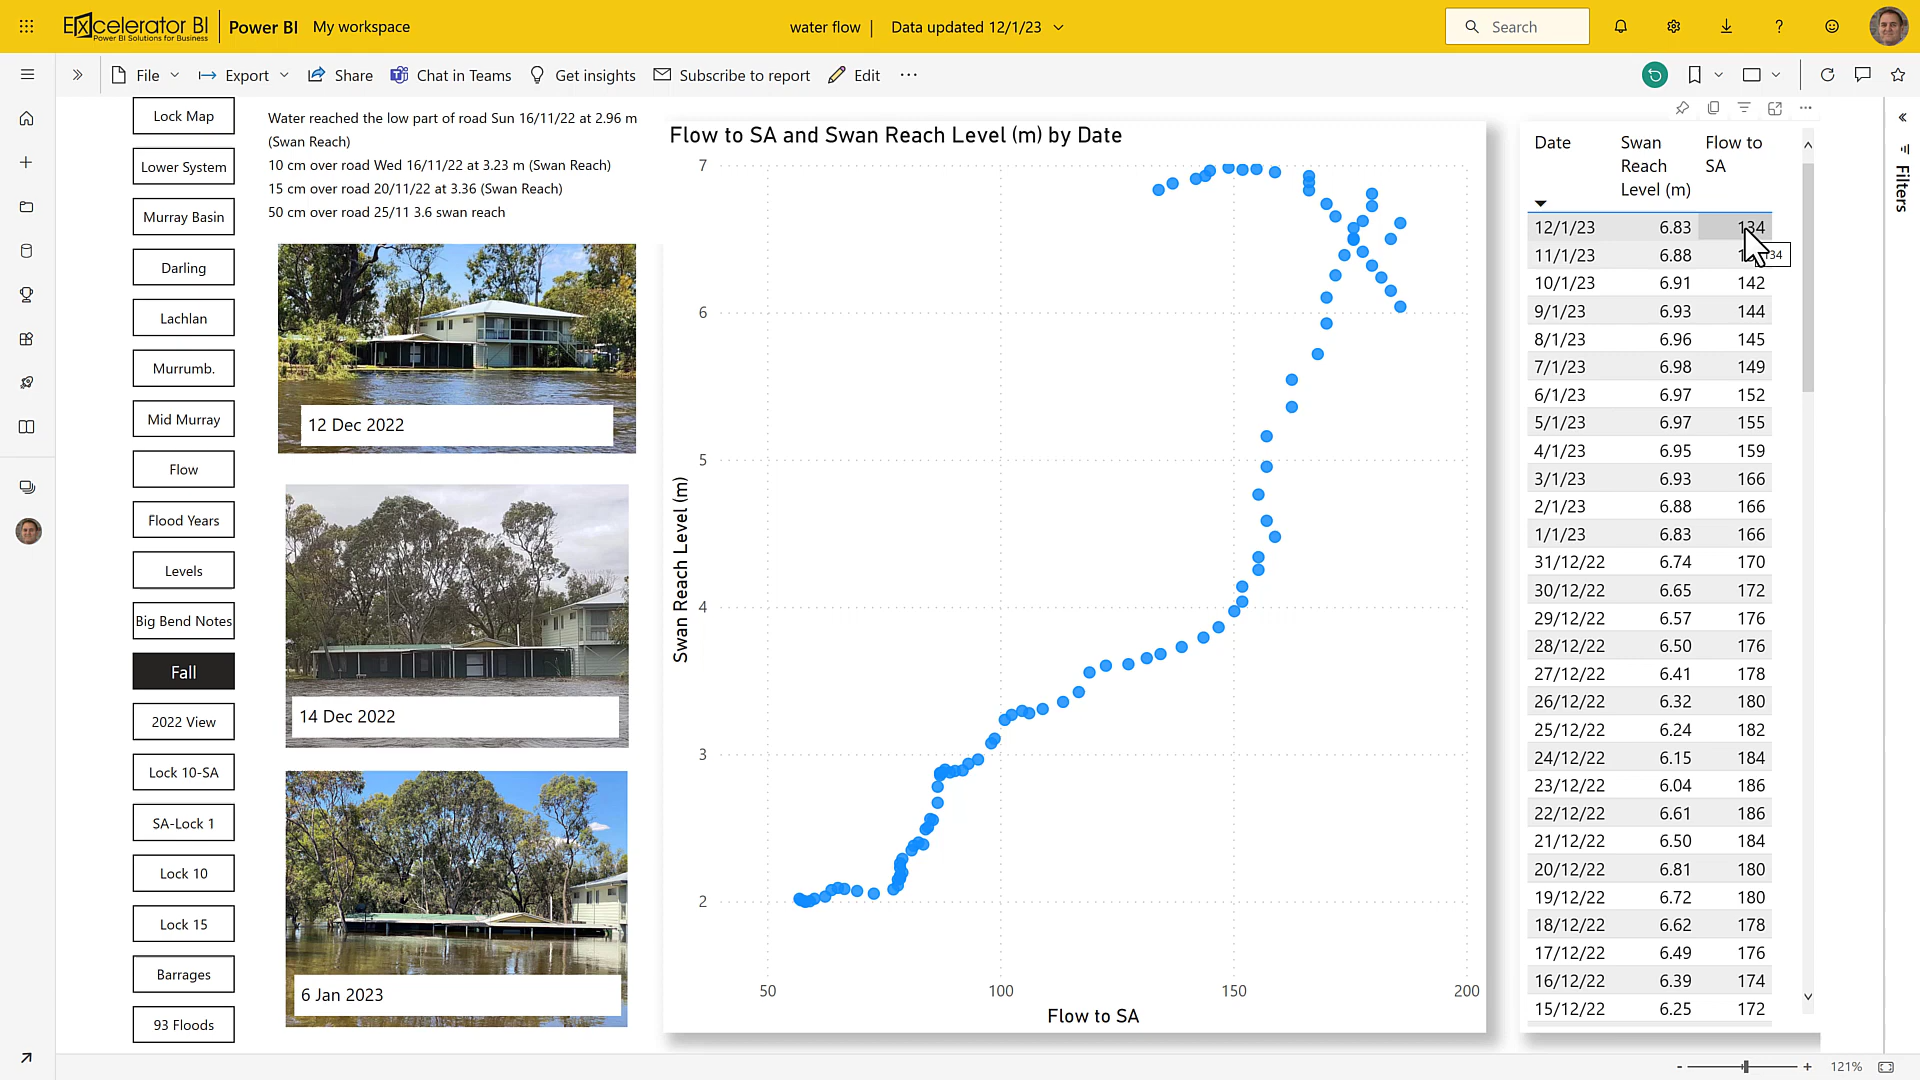 EXcelerator BI
Power BI Solutions for Business
Power BI
My workspace
water flow | Data updated 12/1/23
Search
File
Export
Share
Chat in Teams
Get insights
Subscribe to report
Edit
Lock Map
Lower System
Murray Basin
Darling
Lachlan
Murrumb.
Mid Murray
Flow
Flood Years
Levels
Big Bend Notes
Fall
2022 View
Lock 10-SA
SA-Lock 1
Lock 10
Lock 15
Barrages
93 Floods
Water reached the low part of road Sun 16/11/22 at 2.96 m
(Swan Reach)
10 cm over road Wed 16/11/22 at 3.23 m (Swan Reach)
15 cm over road 20/11/22 at 3.36 (Swan Reach)
50 cm over road 25/11 3.6 swan reach
12 Dec 2022
14 Dec 2022
6 Jan 2023
Flow to SA and Swan Reach Level (m) by Date
Swan Reach Level (m)
7
6
5
4
3
2
50
100
150
200
Flow to SA
Date Swan Reach Level (m) Flow to SA
12/1/23 6.83 134
11/1/23 6.88
34
10/1/23 6.91 142
9/1/23 6.93 144
8/1/23 6.96 145
7/1/23 6.98 149
6/1/23 6.97 152
5/1/23 6.97 155
4/1/23 6.95 159
3/1/23 6.93 166
2/1/23 6.88 166
1/1/23 6.83 166
31/12/22 6.74 170
30/12/22 6.65 172
29/12/22 6.57 176
28/12/22 6.50 176
27/12/22 6.41 178
26/12/22 6.32 180
25/12/22 6.24 182
24/12/22 6.15 184
23/12/22 6.04 186
22/12/22 6.61 186
21/12/22 6.50 184
20/12/22 6.81 180
19/12/22 6.72 180
18/12/22 6.62 178
17/12/22 6.49 176
16/12/22 6.39 174
15/12/22 6.25 172
Filters
121%